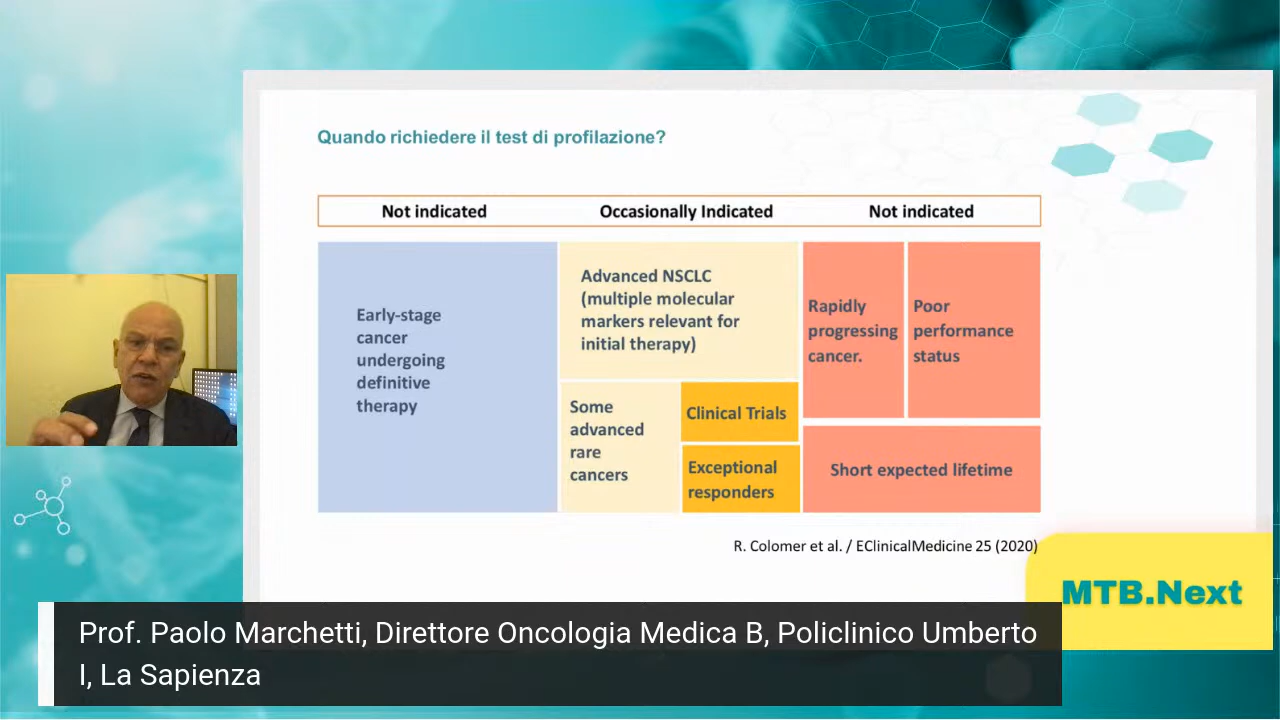 Quando richiedere il test di profilazione?
Not indicated
Occasionally Indicated
Not indicated
Early-stage
cancer
undergoing
definitive
therapy
Advanced NSCLC
(multiple molecular
markers relevant for
initial therapy)
Some
advanced
rare
cancers
Clinical Trials
Exceptional
responders
Rapidly
progressing
cancer.
Poor
performance
status
Short expected lifetime
R. Colomer et al. / EClinicalMedicine 25 (2020)
MTB.Next
Prof. Paolo Marchetti, Direttore Oncologia Medica B, Policlinico Umberto
I, La Sapienza